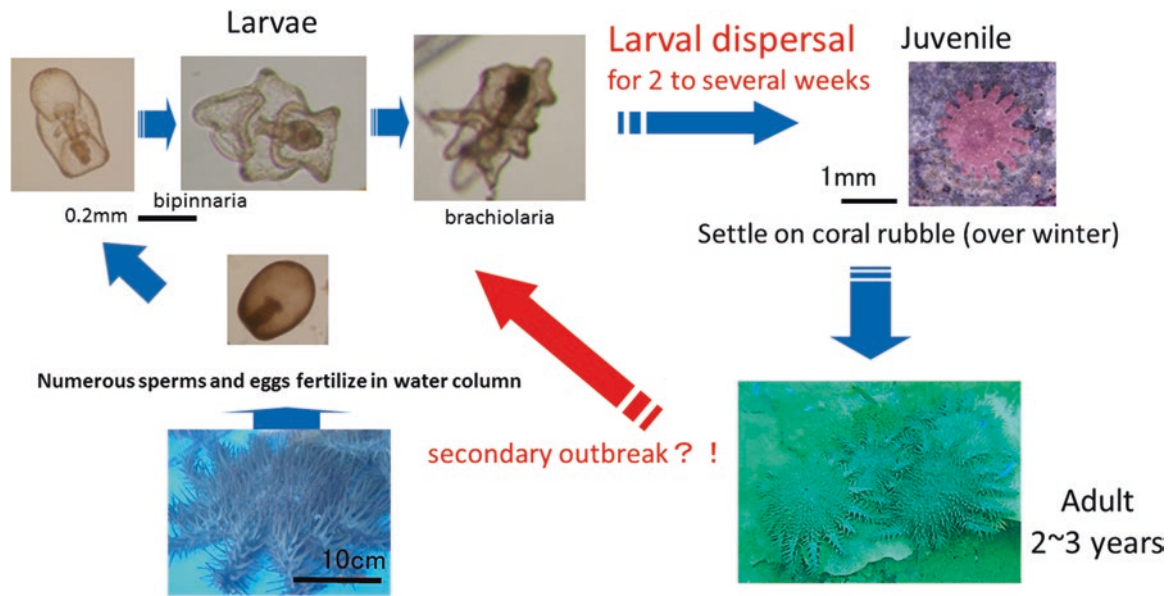 Larvae
Larval dispersal
for 2 to several weeks
Juvenile
bipinnaria
0.2mm
brachiolaria
1mm
Settle on coral rubble (over winter)
Numerous sperms and eggs fertilize in water column
secondary outbreak？！
10cm
Adult
2~3 years